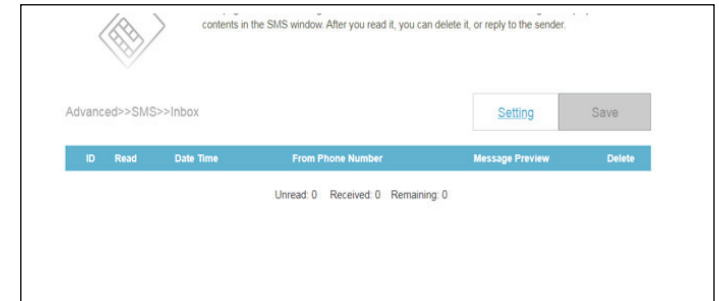 contents in the SMS window. After you read it, you can delete it, or reply to the sender.
Advanced>>SMS>>Inbox
Setting
Save
ID Read Date Time From Phone Number Message Preview Delete
Unread: 0 Received: 0 Remaining: 0